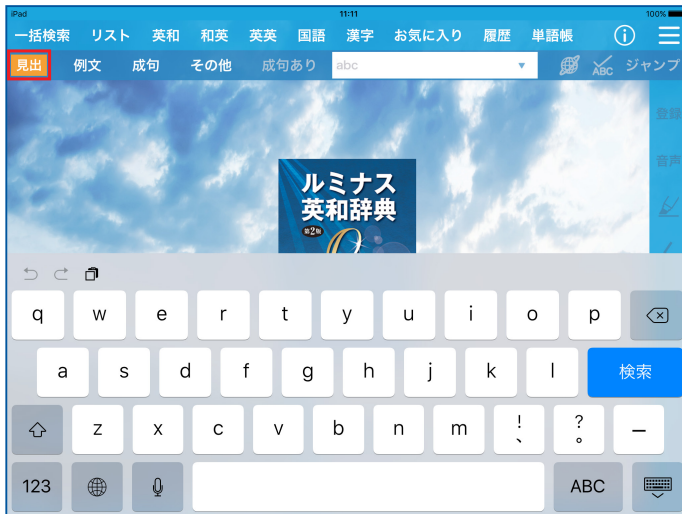 iPad 11:11 100%
一括検索 リスト 英和 和英 英英 国語 漢字 お気に入り 履歴 単語帳
見出 例文 成句 その他 成句あり abc ABC ジャンプ
登録
音声
ルミナス
英和辞典
第2版
q w e r t y u i o p
a s d f g h j k l 検索
z x c v b n m ! 、 ? 。 ー
123 ABC